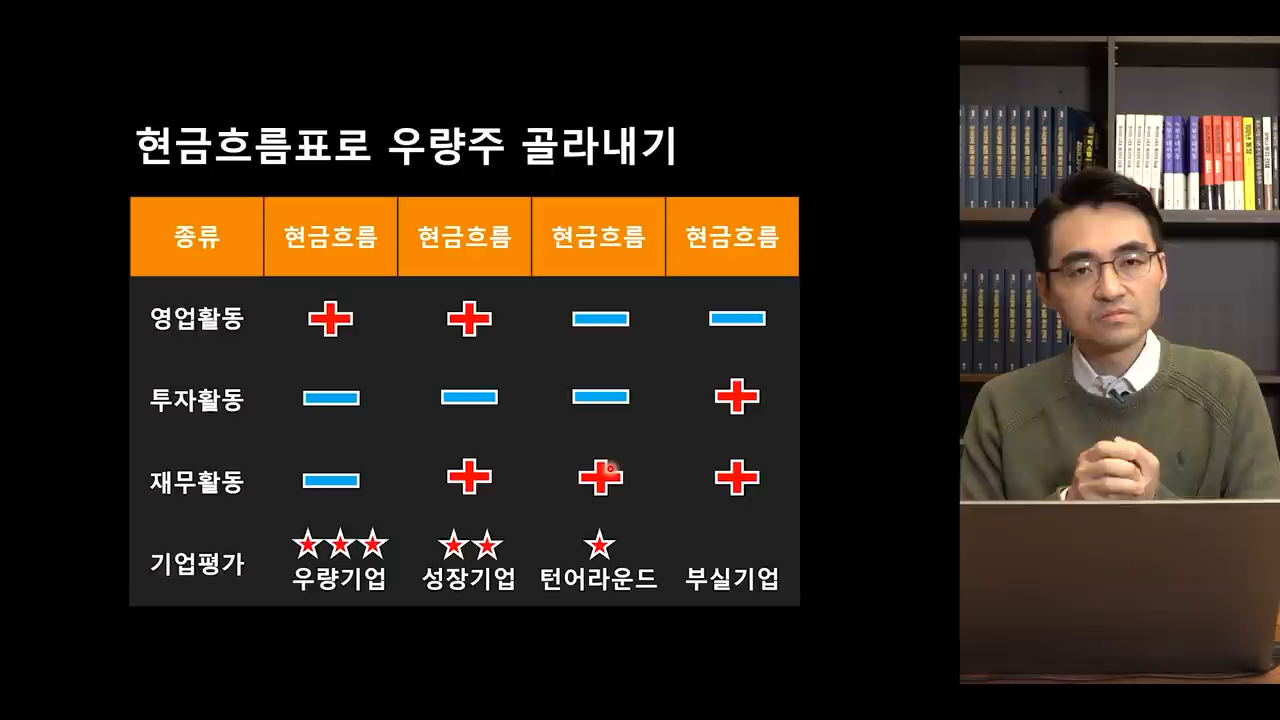 현금흐름표로 우량주 골라내기
종류 현금흐름 현금흐름 현금흐름 현금흐름
영업활동
투자활동
재무활동
기업평가 우량기업 성장기업 턴어라운드 부실기업